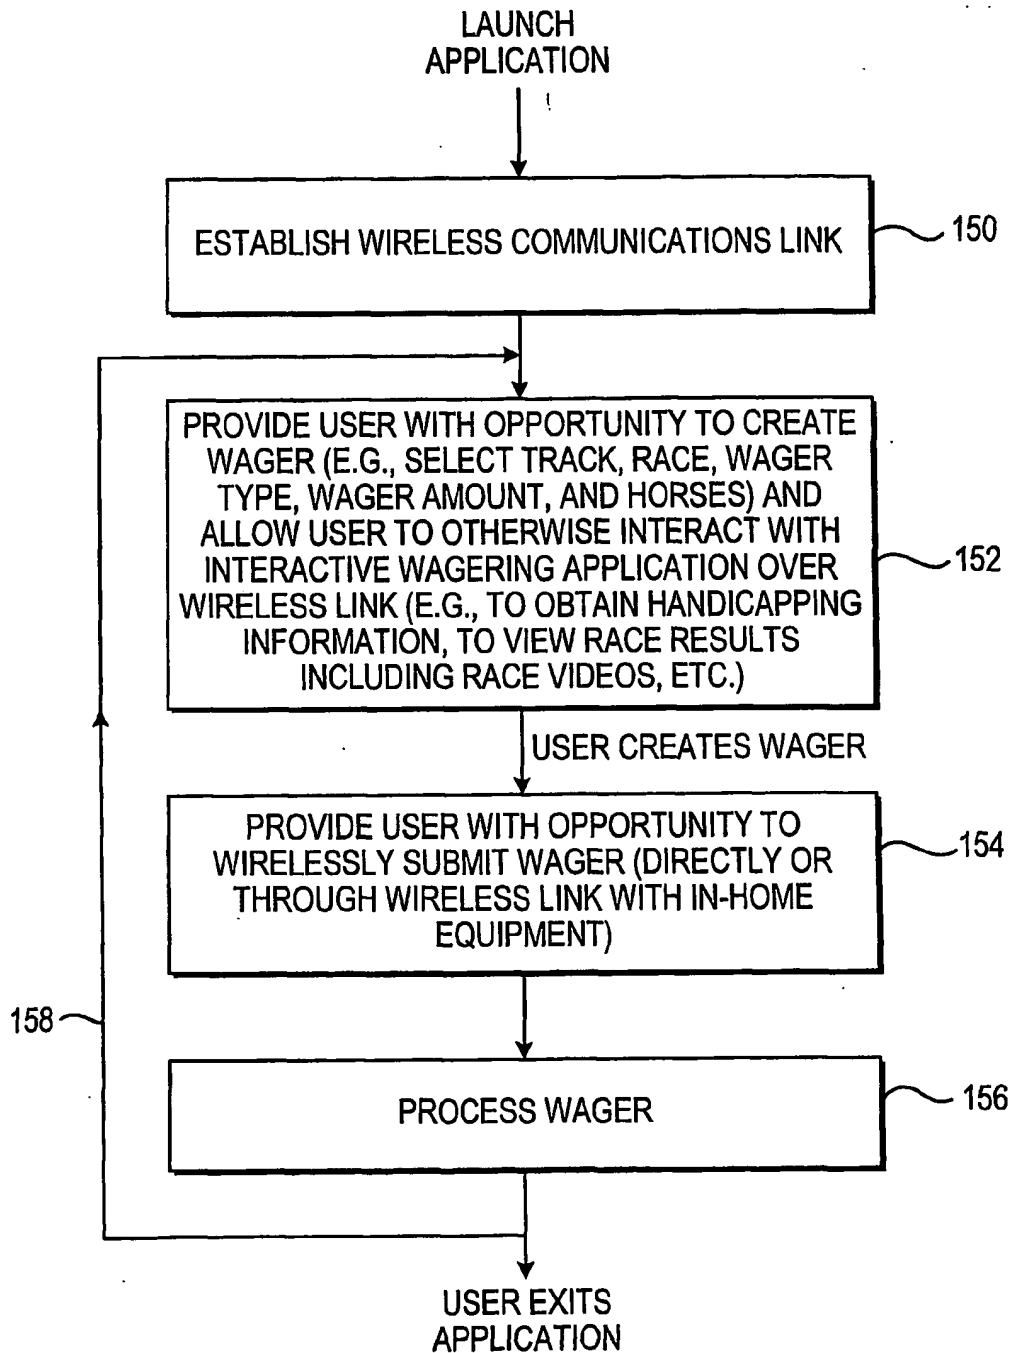 LAUNCH
APPLICATION
ESTABLISH WIRELESS COMMUNICATIONS LINK
150
PROVIDE USER WITH OPPORTUNITY TO CREATE
WAGER (E.G., SELECT TRACK, RACE, WAGER
TYPE, WAGER AMOUNT, AND HORSES) AND
ALLOW USER TO OTHERWISE INTERACT WITH
INTERACTIVE WAGERING APPLICATION OVER
WIRELESS LINK (E.G., TO OBTAIN HANDICAPPING
INFORMATION, TO VIEW RACE RESULTS
INCLUDING RACE VIDEOS, ETC.)
152
USER CREATES WAGER
PROVIDE USER WITH OPPORTUNITY TO
WIRELESSLY SUBMIT WAGER (DIRECTLY OR
THROUGH WIRELESS LINK WITH IN-HOME
EQUIPMENT)
154
158
PROCESS WAGER
156
USER EXITS
APPLICATION